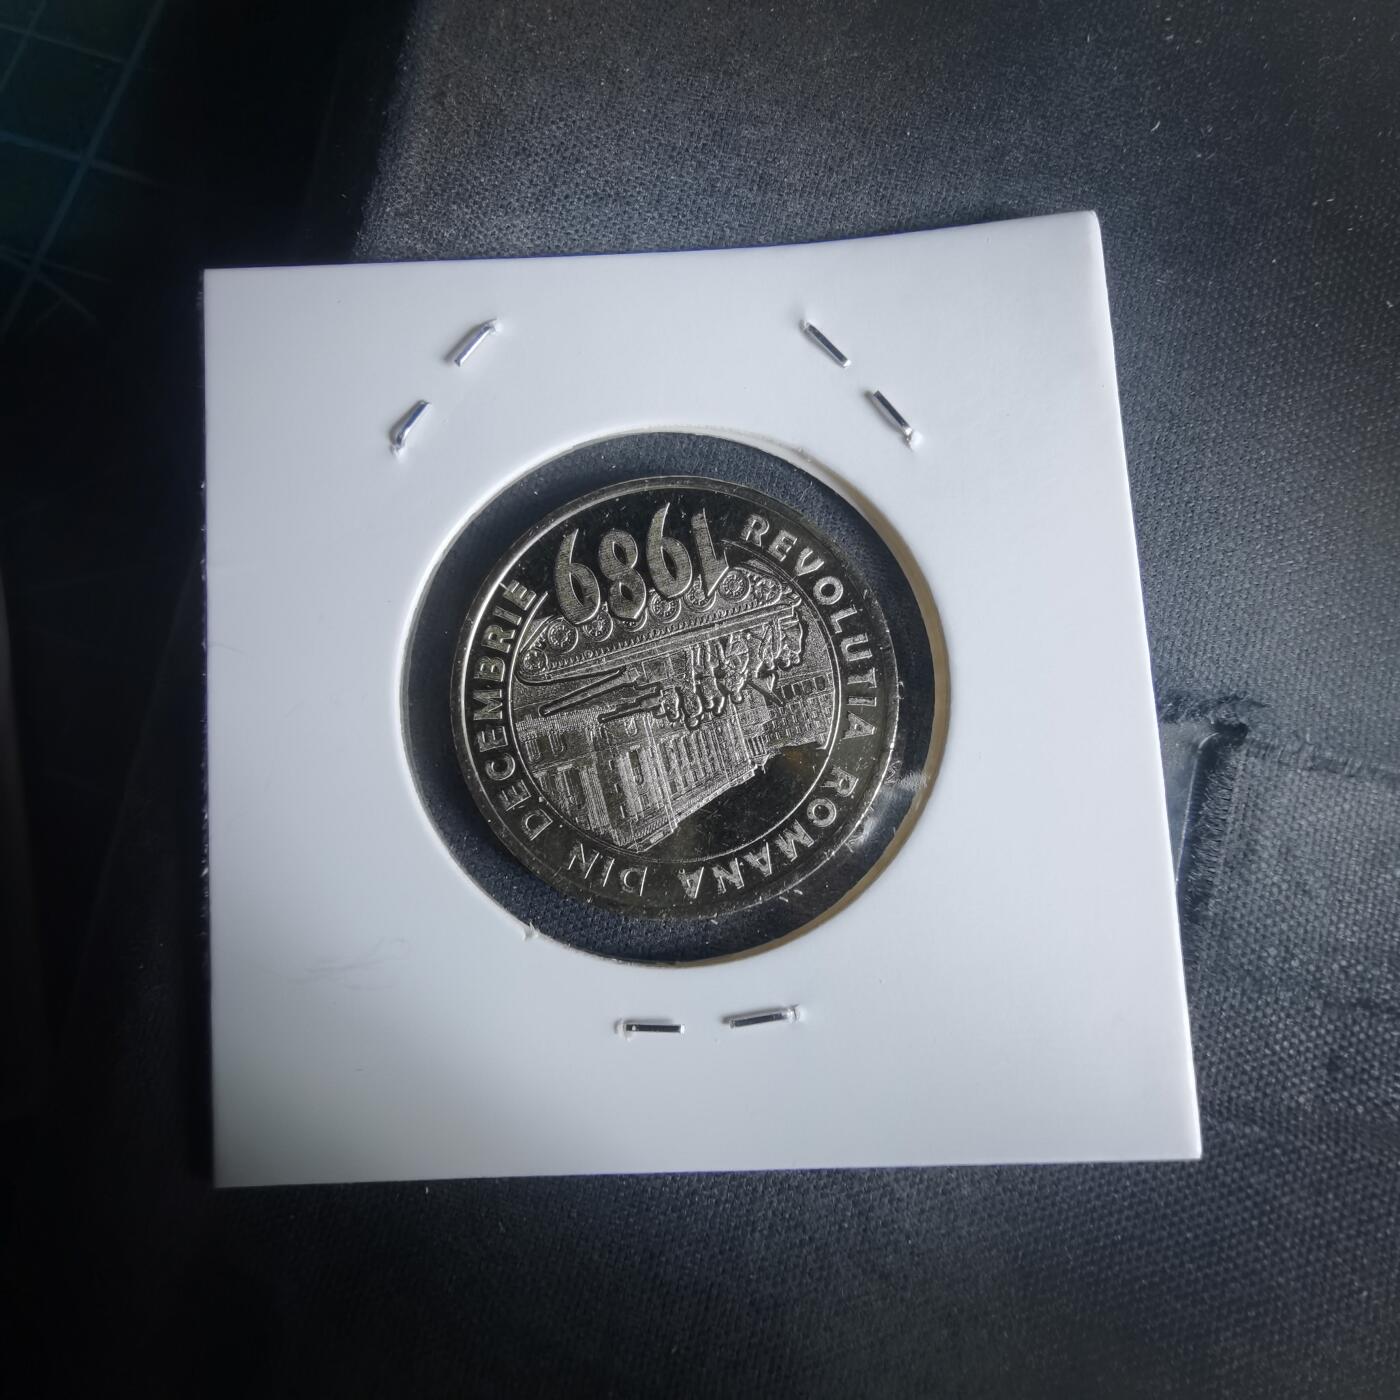 REVOLUTIA ROMANA DIN DECEMBRIE
1989